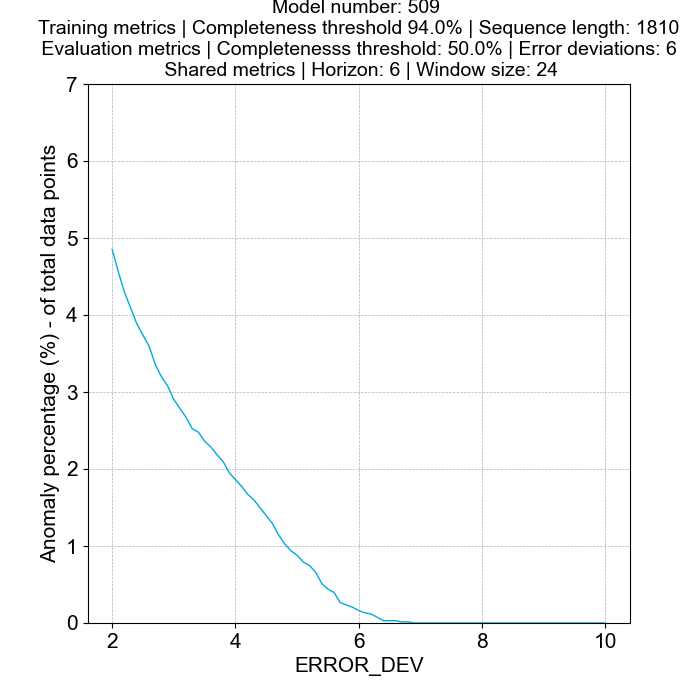 Model number: 509
Training metrics | Completeness threshold 94.0% | Sequence length: 1810
Evaluation metrics | Completenesss threshold: 50.0% | Error deviations: 6
Shared metrics | Horizon: 6 | Window size: 24
7
6
5
4
3
2
1
0
Anomaly percentage (%) - of total data points
2 4 6 8 10
ERROR_DEV